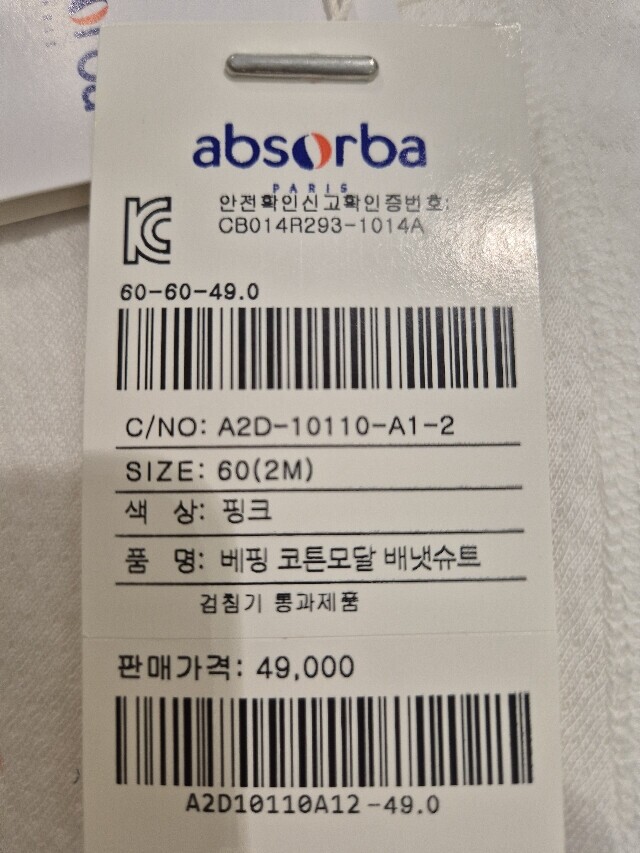 absorba
PARIS
안전확인신고확인증번호:
CB014R293-1014A
60-60-49.0
C/NO: A2D-10110-A1-2
SIZE: 60(2M)
색 상: 핑크
품 명: 베핑 코튼모달 배냇슈트
검침기 통과제품
판매가격: 49,000
A2D10110A12-49.0